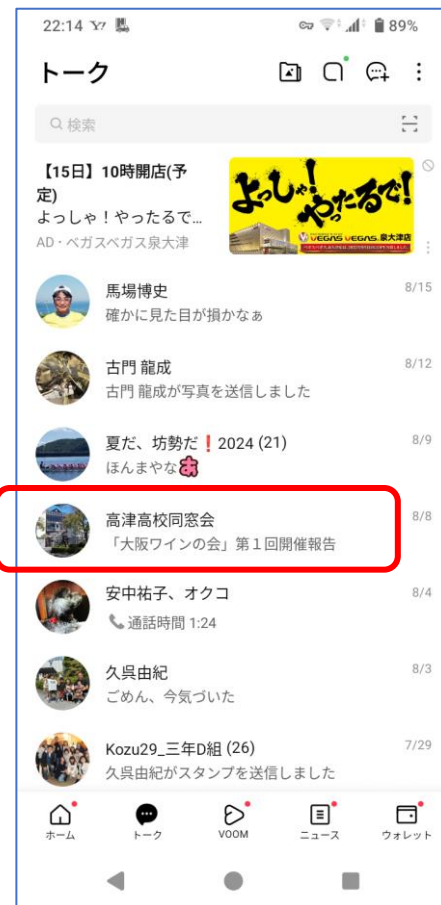 22:14 89%
トーク
検索
【15日】10時開店(予
定)
よっしゃ！やったるで…
AD・ベガスベガス泉大津
よっしゃ!
やったるで!
VEGAS VEGAS 泉大津店
馬場博史 8/15
確かに見た目が損かなぁ
古門 龍成 8/12
古門 龍成が写真を送信しました
夏だ、坊勢だ❗2024 (21) 8/9
ほんまやな
高津高校同窓会 8/8
「大阪ワインの会」第１回開催報告
安中祐子、オクコ 8/4
通話時間 1:24
久呉由紀 8/3
ごめん、今気づいた
Kozu29_三年D組 (26) 7/29
久呉由紀がスタンプを送信しました
ホーム トーク VOOM ニュース ウォレット